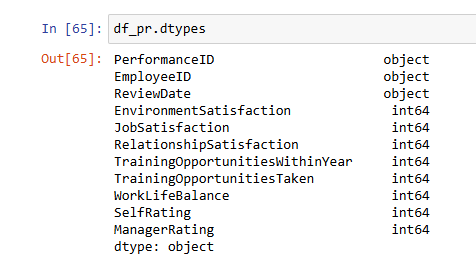 In [65]: df_pr.dtypes
Out[65]: PerformanceID object
EmployeeID object
ReviewDate object
EnvironmentSatisfaction int64
JobSatisfaction int64
RelationshipSatisfaction int64
TrainingOpportunitiesWithinYear int64
TrainingOpportunitiesTaken int64
WorkLifeBalance int64
SelfRating int64
ManagerRating int64
dtype: object